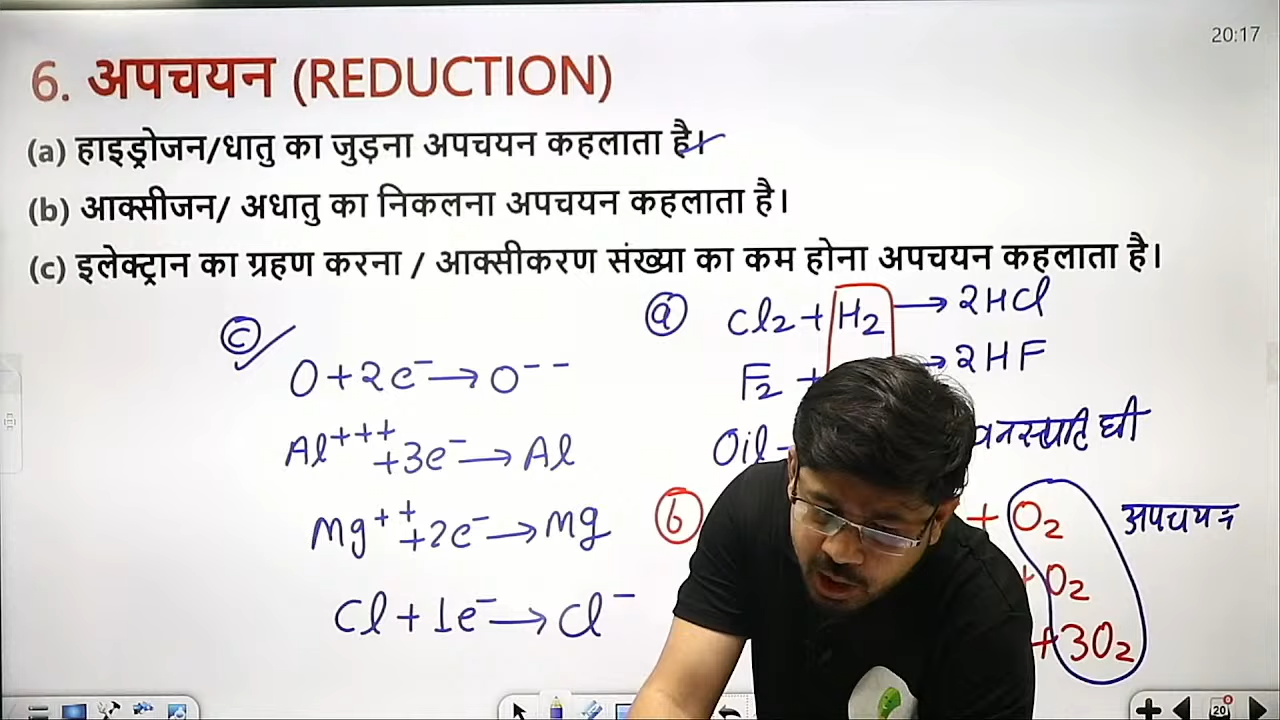 20:17
6. अपचयन (REDUCTION)
(a) हाइड्रोजन/धातु का जुड़ना अपचयन कहलाता है।
(b) आक्सीजन/ अधातु का निकलना अपचयन कहलाता है।
(c) इलेक्ट्रान का ग्रहण करना / आक्सीकरण संख्या का कम होना अपचयन कहलाता है।
c
O + 2e⁻ → O⁻⁻
Al⁺⁺⁺ + 3e⁻ → Al
Mg⁺⁺ + 2e⁻ → Mg
Cl + 1e⁻ → Cl⁻
a Cl₂ + H₂ → 2HCl
F₂ + → 2HF
Oil वनस्पति घी
b + O₂ अपचयन
+ O₂
+ 3O₂
20